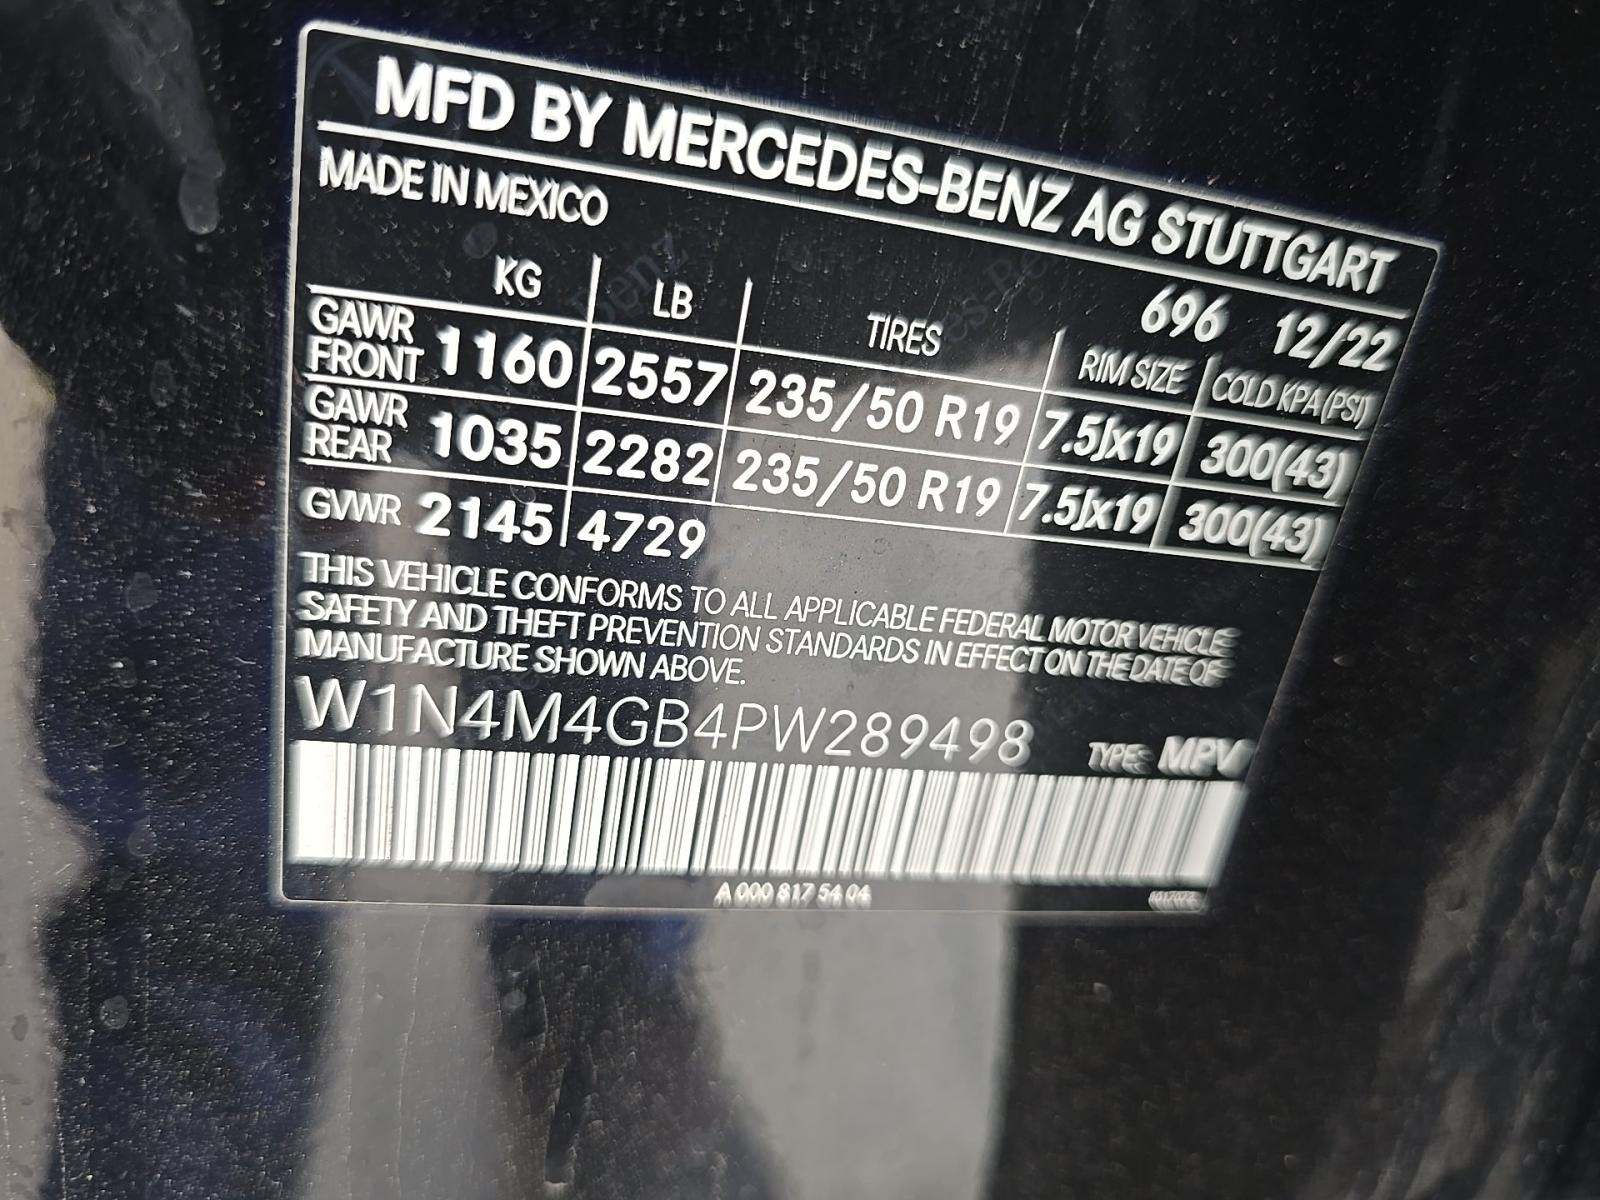 MFD BY MERCEDES-BENZ AG STUTTGART
MADE IN MEXICO
696 12/22
KG LB TIRES RIM SIZE COLD KPA(PSI)
GAWR FRONT 1160 2557 235/50 R19 7.5Jx19 300(43)
GAWR REAR 1035 2282 235/50 R19 7.5Jx19 300(43)
GVWR 2145 4729
THIS VEHICLE CONFORMS TO ALL APPLICABLE FEDERAL MOTOR VEHICLE
SAFETY AND THEFT PREVENTION STANDARDS IN EFFECT ON THE DATE OF
MANUFACTURE SHOWN ABOVE.
W1N4M4GB4PW289498 TYPE: MPV
A 000 817 54 04